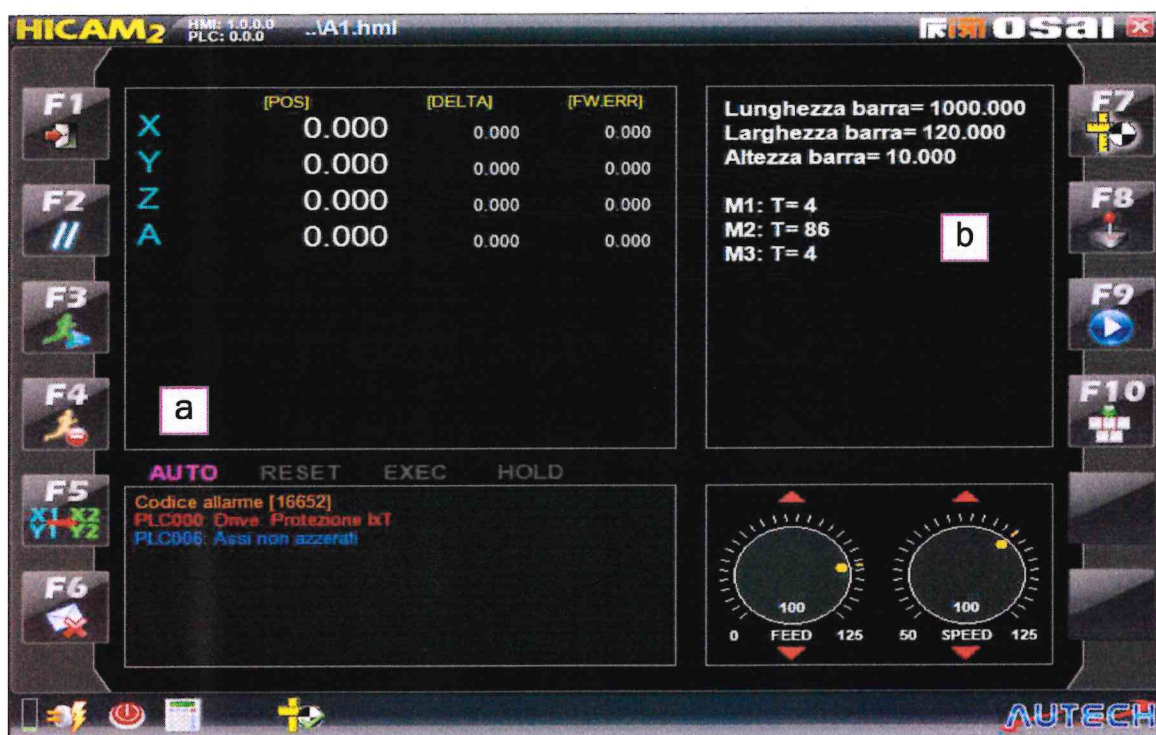 HICAM2 HMI: 1.0.0.0 PLC: 0.0.0 ..\A1.hml osai
F1
F2
F3
F4
F5
X1 X2
Y1 Y2
F6
[POS] [DELTA] [FW.ERR]
X 0.000 0.000 0.000
Y 0.000 0.000 0.000
Z 0.000 0.000 0.000
A 0.000 0.000 0.000
a
Lunghezza barra= 1000.000
Larghezza barra= 120.000
Altezza barra= 10.000
M1: T= 4
M2: T= 86
M3: T= 4
b
F7
F8
F9
F10
AUTO RESET EXEC HOLD
Codice allarme [16652]
PLC000: Drive: Protezione IxT
PLC006: Assi non azzerati
100 100
0 FEED 125 50 SPEED 125
AUTECH